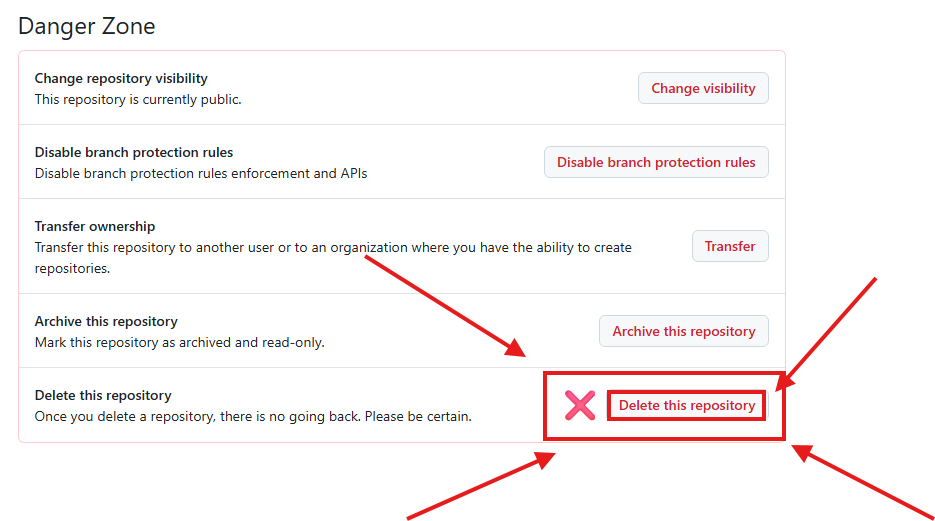 Danger Zone
Change repository visibility
This repository is currently public.
Change visibility
Disable branch protection rules
Disable branch protection rules enforcement and APIs
Disable branch protection rules
Transfer ownership
Transfer this repository to another user or to an organization where you have the ability to create
repositories.
Transfer
Archive this repository
Mark this repository as archived and read-only.
Archive this repository
Delete this repository
Once you delete a repository, there is no going back. Please be certain.
Delete this repository